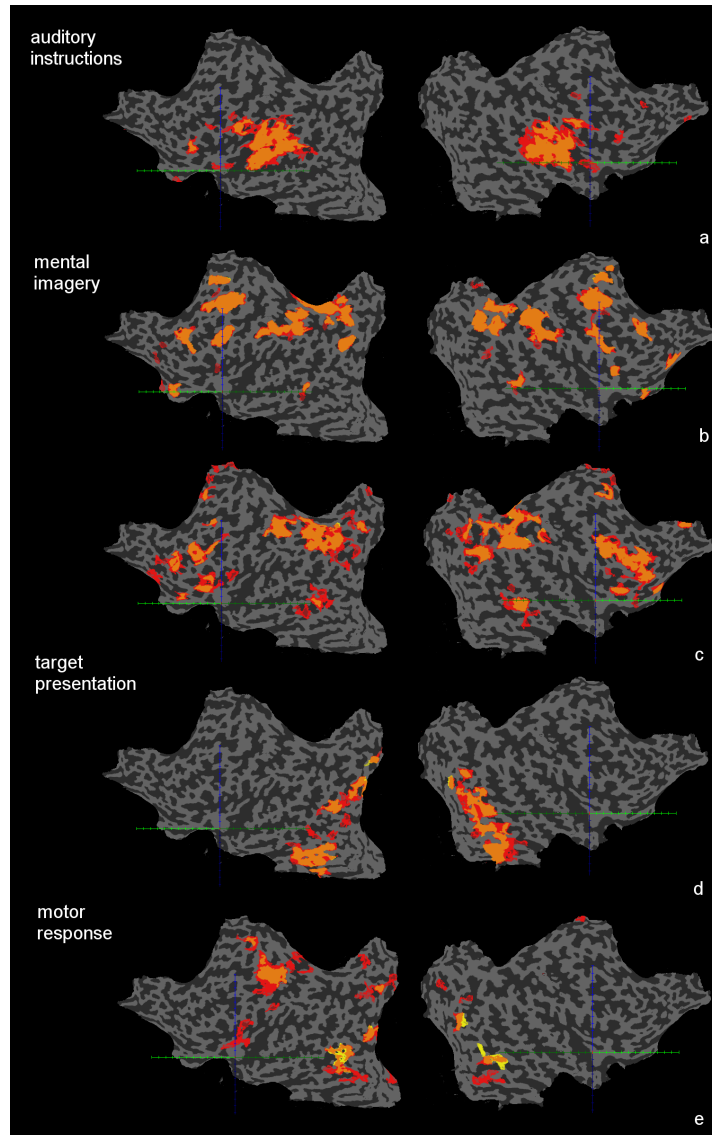 auditory
instructions
a
mental
imagery
b
c
target
presentation
d
motor
response
e